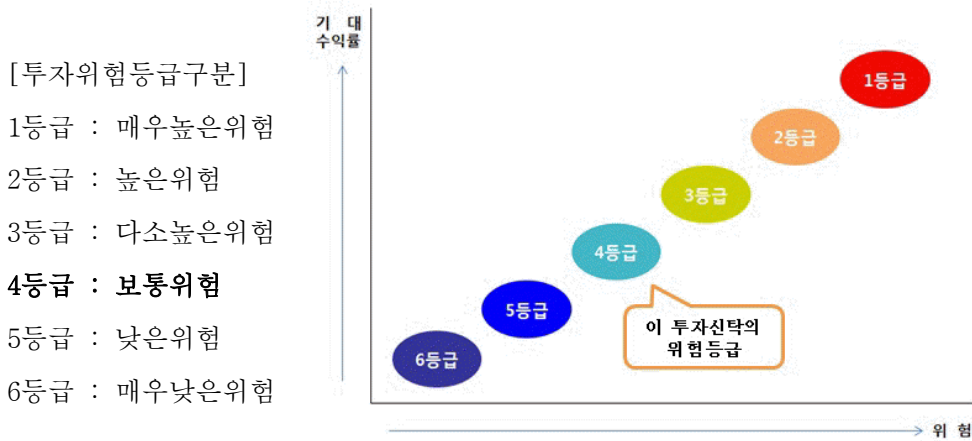 [투자위험등급구분]
1등급 : 매우높은위험
2등급 : 높은위험
3등급 : 다소높은위험
4등급 : 보통위험
5등급 : 낮은위험
6등급 : 매우낮은위험
기 대
수익률
1등급
2등급
3등급
4등급
5등급
6등급
이 투자신탁의
위험등급
위 험